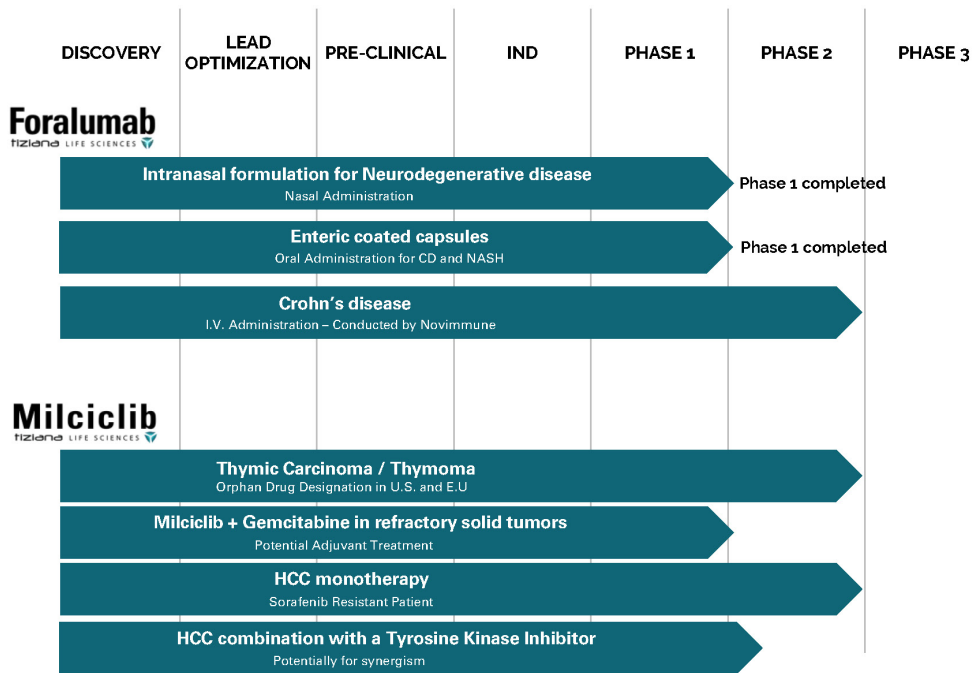 DISCOVERY
LEAD
OPTIMIZATION
PRE-CLINICAL
IND
PHASE 1
PHASE 2
PHASE 3
Foralumab
tiziana LIFE SCIENCES
Intranasal formulation for Neurodegenerative disease
Nasal Administration
Phase 1 completed
Enteric coated capsules
Oral Administration for CD and NASH
Phase 1 completed
Crohn's disease
I.V. Administration – Conducted by Novimmune
Milciclib
tiziana LIFE SCIENCES
Thymic Carcinoma / Thymoma
Orphan Drug Designation in U.S. and E.U
Milciclib + Gemcitabine in refractory solid tumors
Potential Adjuvant Treatment
HCC monotherapy
Sorafenib Resistant Patient
HCC combination with a Tyrosine Kinase Inhibitor
Potentially for synergism